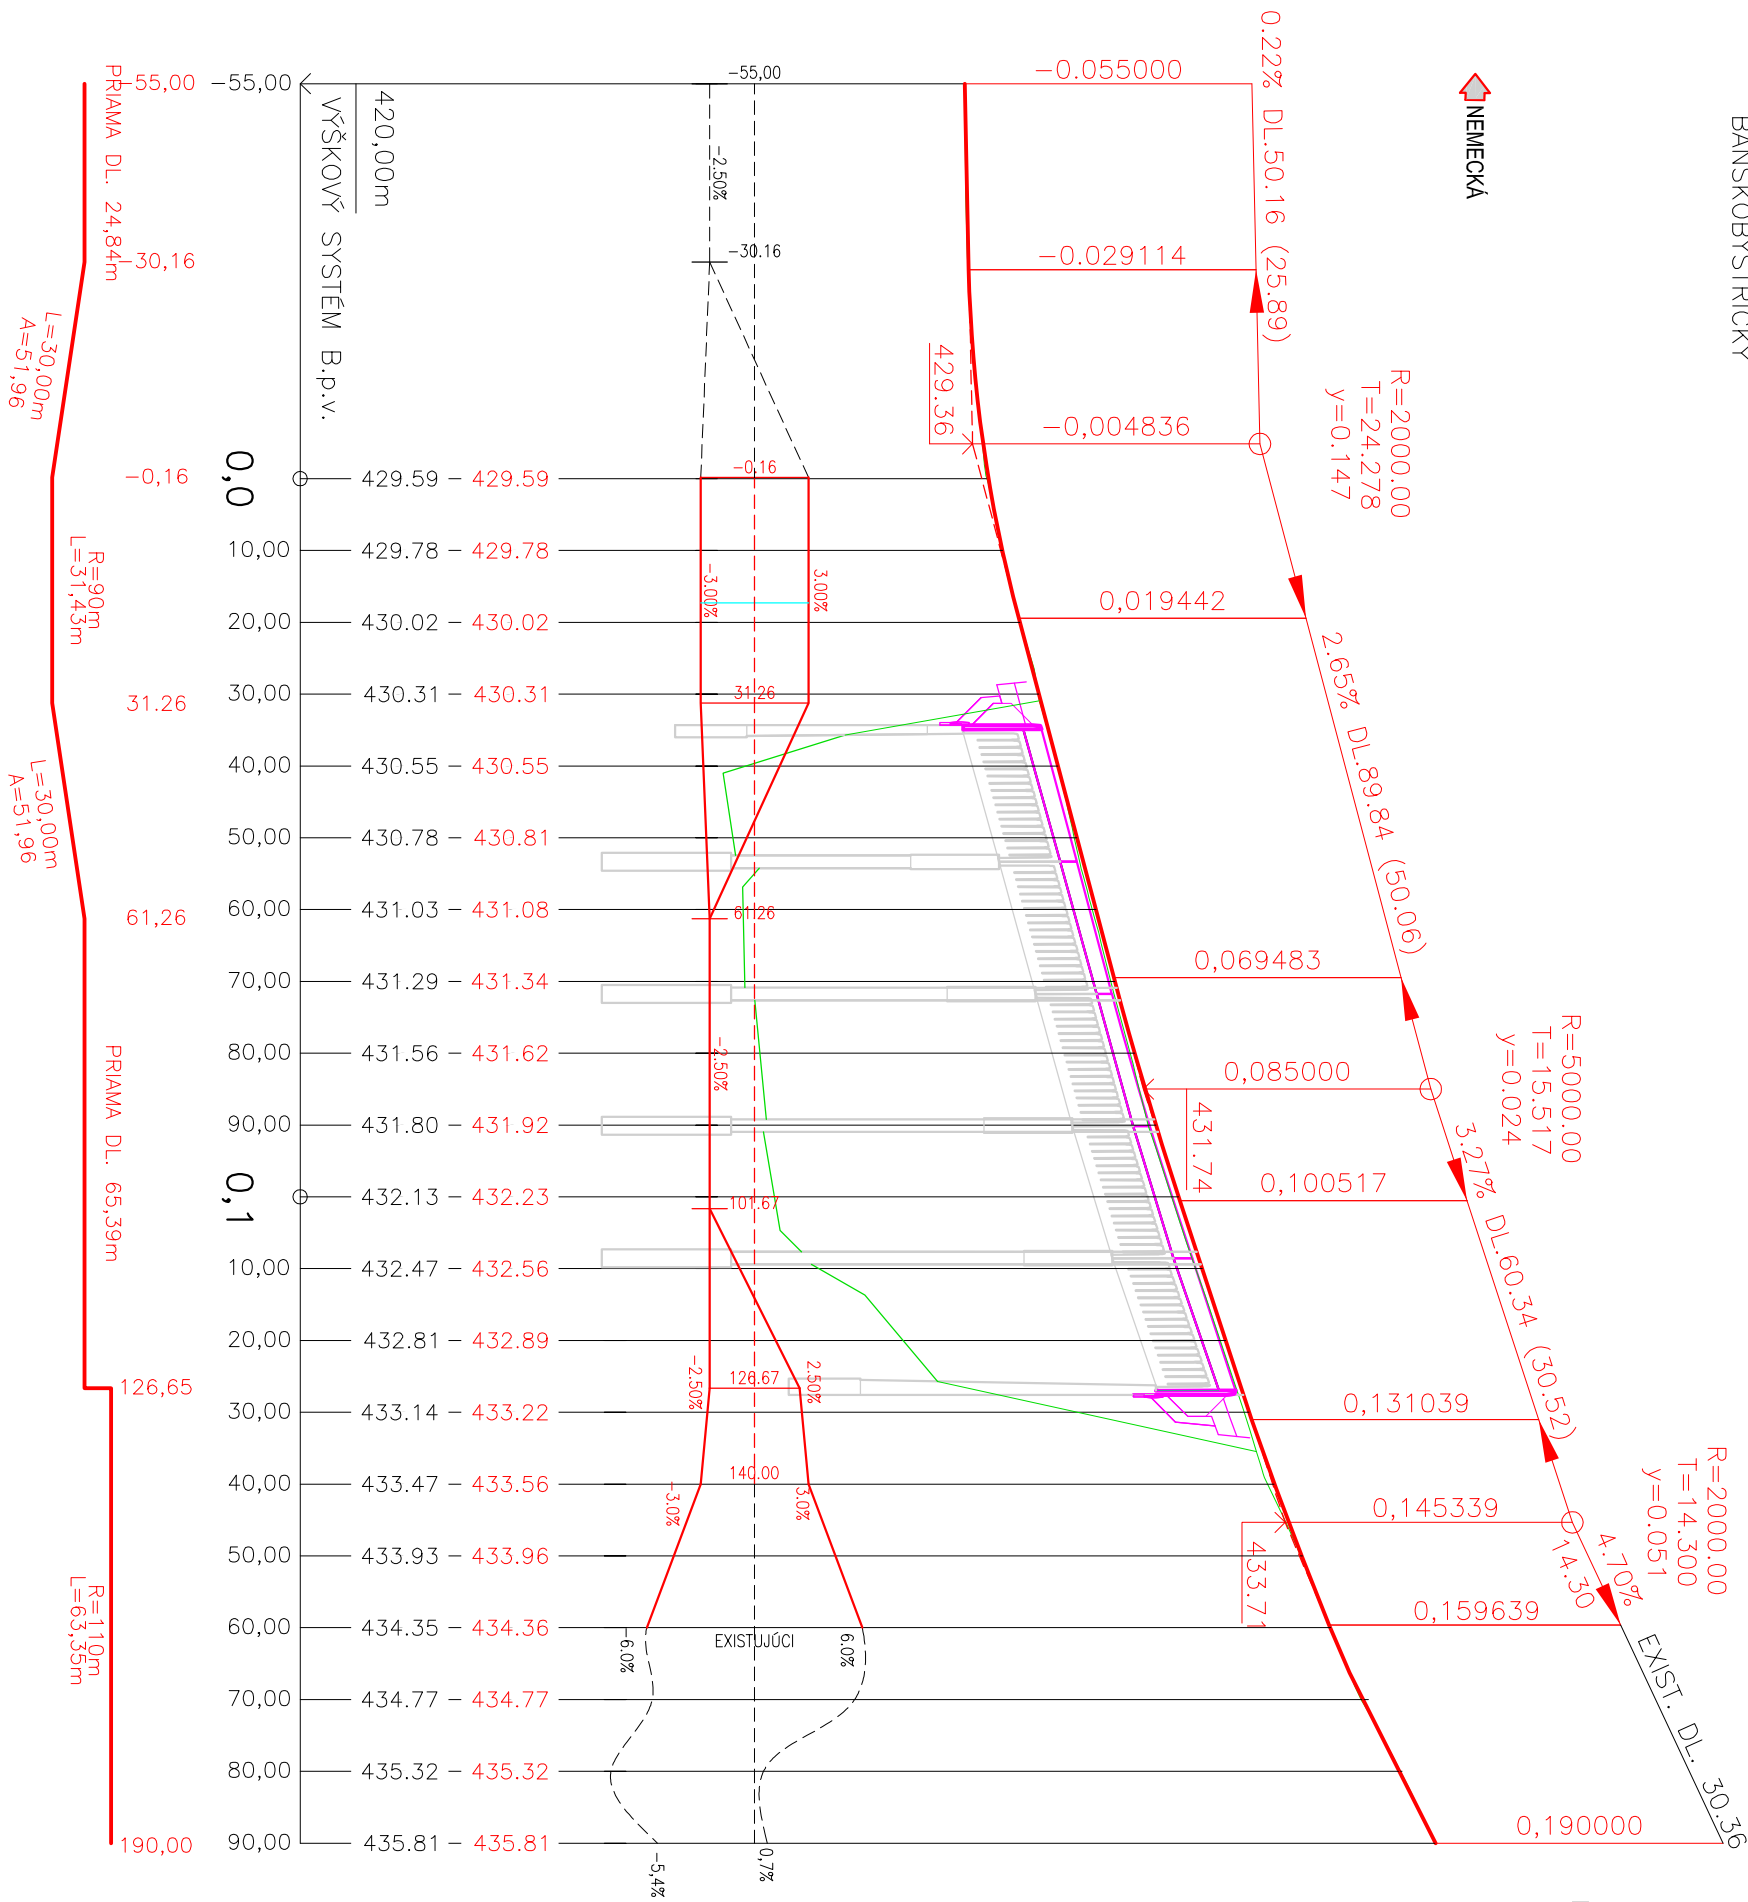 BANSKOBYSTRICKÝ
NEMECKÁ
0.22% DL.50.16 (25.89)
2.65% DL.89.84 (50.06)
3.27% DL.60.34 (30.52)
4.70%
14.30
EXIST. DL. 30.36
R=2000.00
T=24.278
y=0.147
R=5000.00
T=15.517
y=0.024
R=2000.00
T=14.300
y=0.051
-0.055000
-0.029114
-0,004836
0,019442
0,069483
0,085000
0,100517
0,131039
0,145339
0,159639
0,190000
429.36
431.74
433.71
420,00m
VÝŠKOVÝ SYSTÉM B.p.v.
-55,00
-2.50%
-30.16
-0.16
-3.00%
3.00%
31.26
61.26
-2.50%
101.67
-2.50%
126.67
2.50%
140.00
-3.0%
3.0%
-6.0%
EXISTUJÚCI
6.0%
-5,4%
0,7%
-55,00
0,0 429.59 - 429.59
10,00 429.78 - 429.78
20,00 430.02 - 430.02
30,00 430.31 - 430.31
40,00 430.55 - 430.55
50,00 430.78 - 430.81
60,00 431.03 - 431.08
70,00 431.29 - 431.34
80,00 431.56 - 431.62
90,00 431.80 - 431.92
0,1 432.13 - 432.23
10,00 432.47 - 432.56
20,00 432.81 - 432.89
30,00 433.14 - 433.22
40,00 433.47 - 433.56
50,00 433.93 - 433.96
60,00 434.35 - 434.36
70,00 434.77 - 434.77
80,00 435.32 - 435.32
90,00 435.81 - 435.81
-55,00
PRIAMA DL. 24,84m
-30,16
L=30,00m
A=51,96
-0,16
R=90m
L=31,43m
31.26
L=30,00m
A=51,96
61,26
PRIAMA DL. 65,39m
126,65
R=110m
L=63,35m
190,00